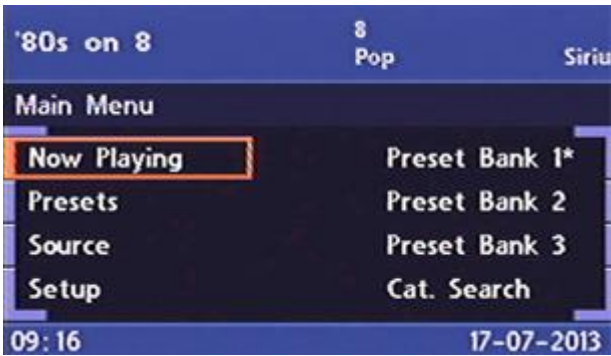 '80s on 8
8
Pop
Siriu
Main Menu
Now Playing
Preset Bank 1*
Presets
Preset Bank 2
Source
Preset Bank 3
Setup
Cat. Search
09:16
17-07-2013